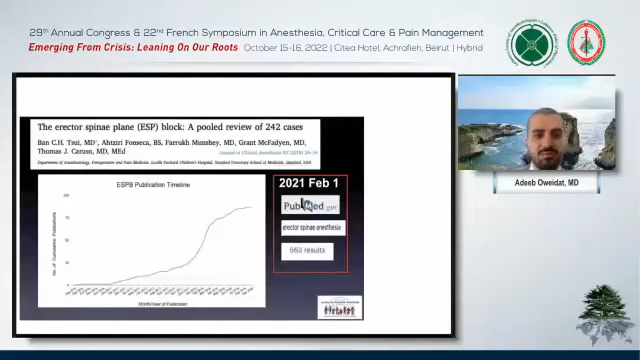 29th Annual Congress & 22nd French Symposium in Anesthesia, Critical Care & Pain Management
Emerging From Crisis: Leaning On Our Roots October 15-16, 2022 | Citea Hotel, Achrafieh, Beirut | Hybrid
The erector spinae plane (ESP) block: A pooled review of 242 cases
Ban C.H. Tsui, MD*, Ahtziri Fonseca, BS, Farrukh Munshey, MD, Grant McFadyen, MD,
Thomas J. Caruso, MD, MEd
Journal of Clinical Anesthesia
Department of Anesthesiology, Perioperative and Pain Medicine, Lucile Packard Children's Hospital, Stanford University School of Medicine, Stanford, USA
ESPB Publication Timeline
No. of Cumulative Publications
Month/Year of Publication
2021 Feb 1
PubMed.gov
erector spinae anesthesia
563 results
Adeeb Oweidat, MD